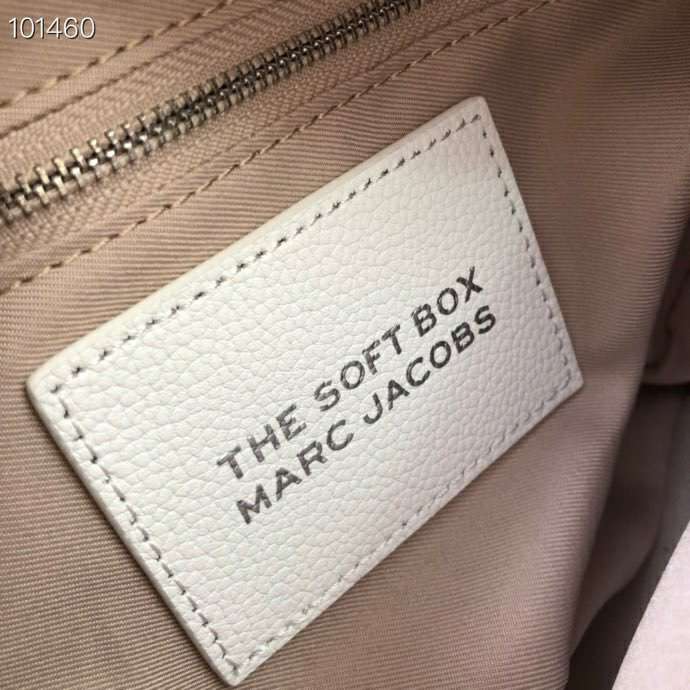 101460
THE SOFT BOX
MARC JACOBS